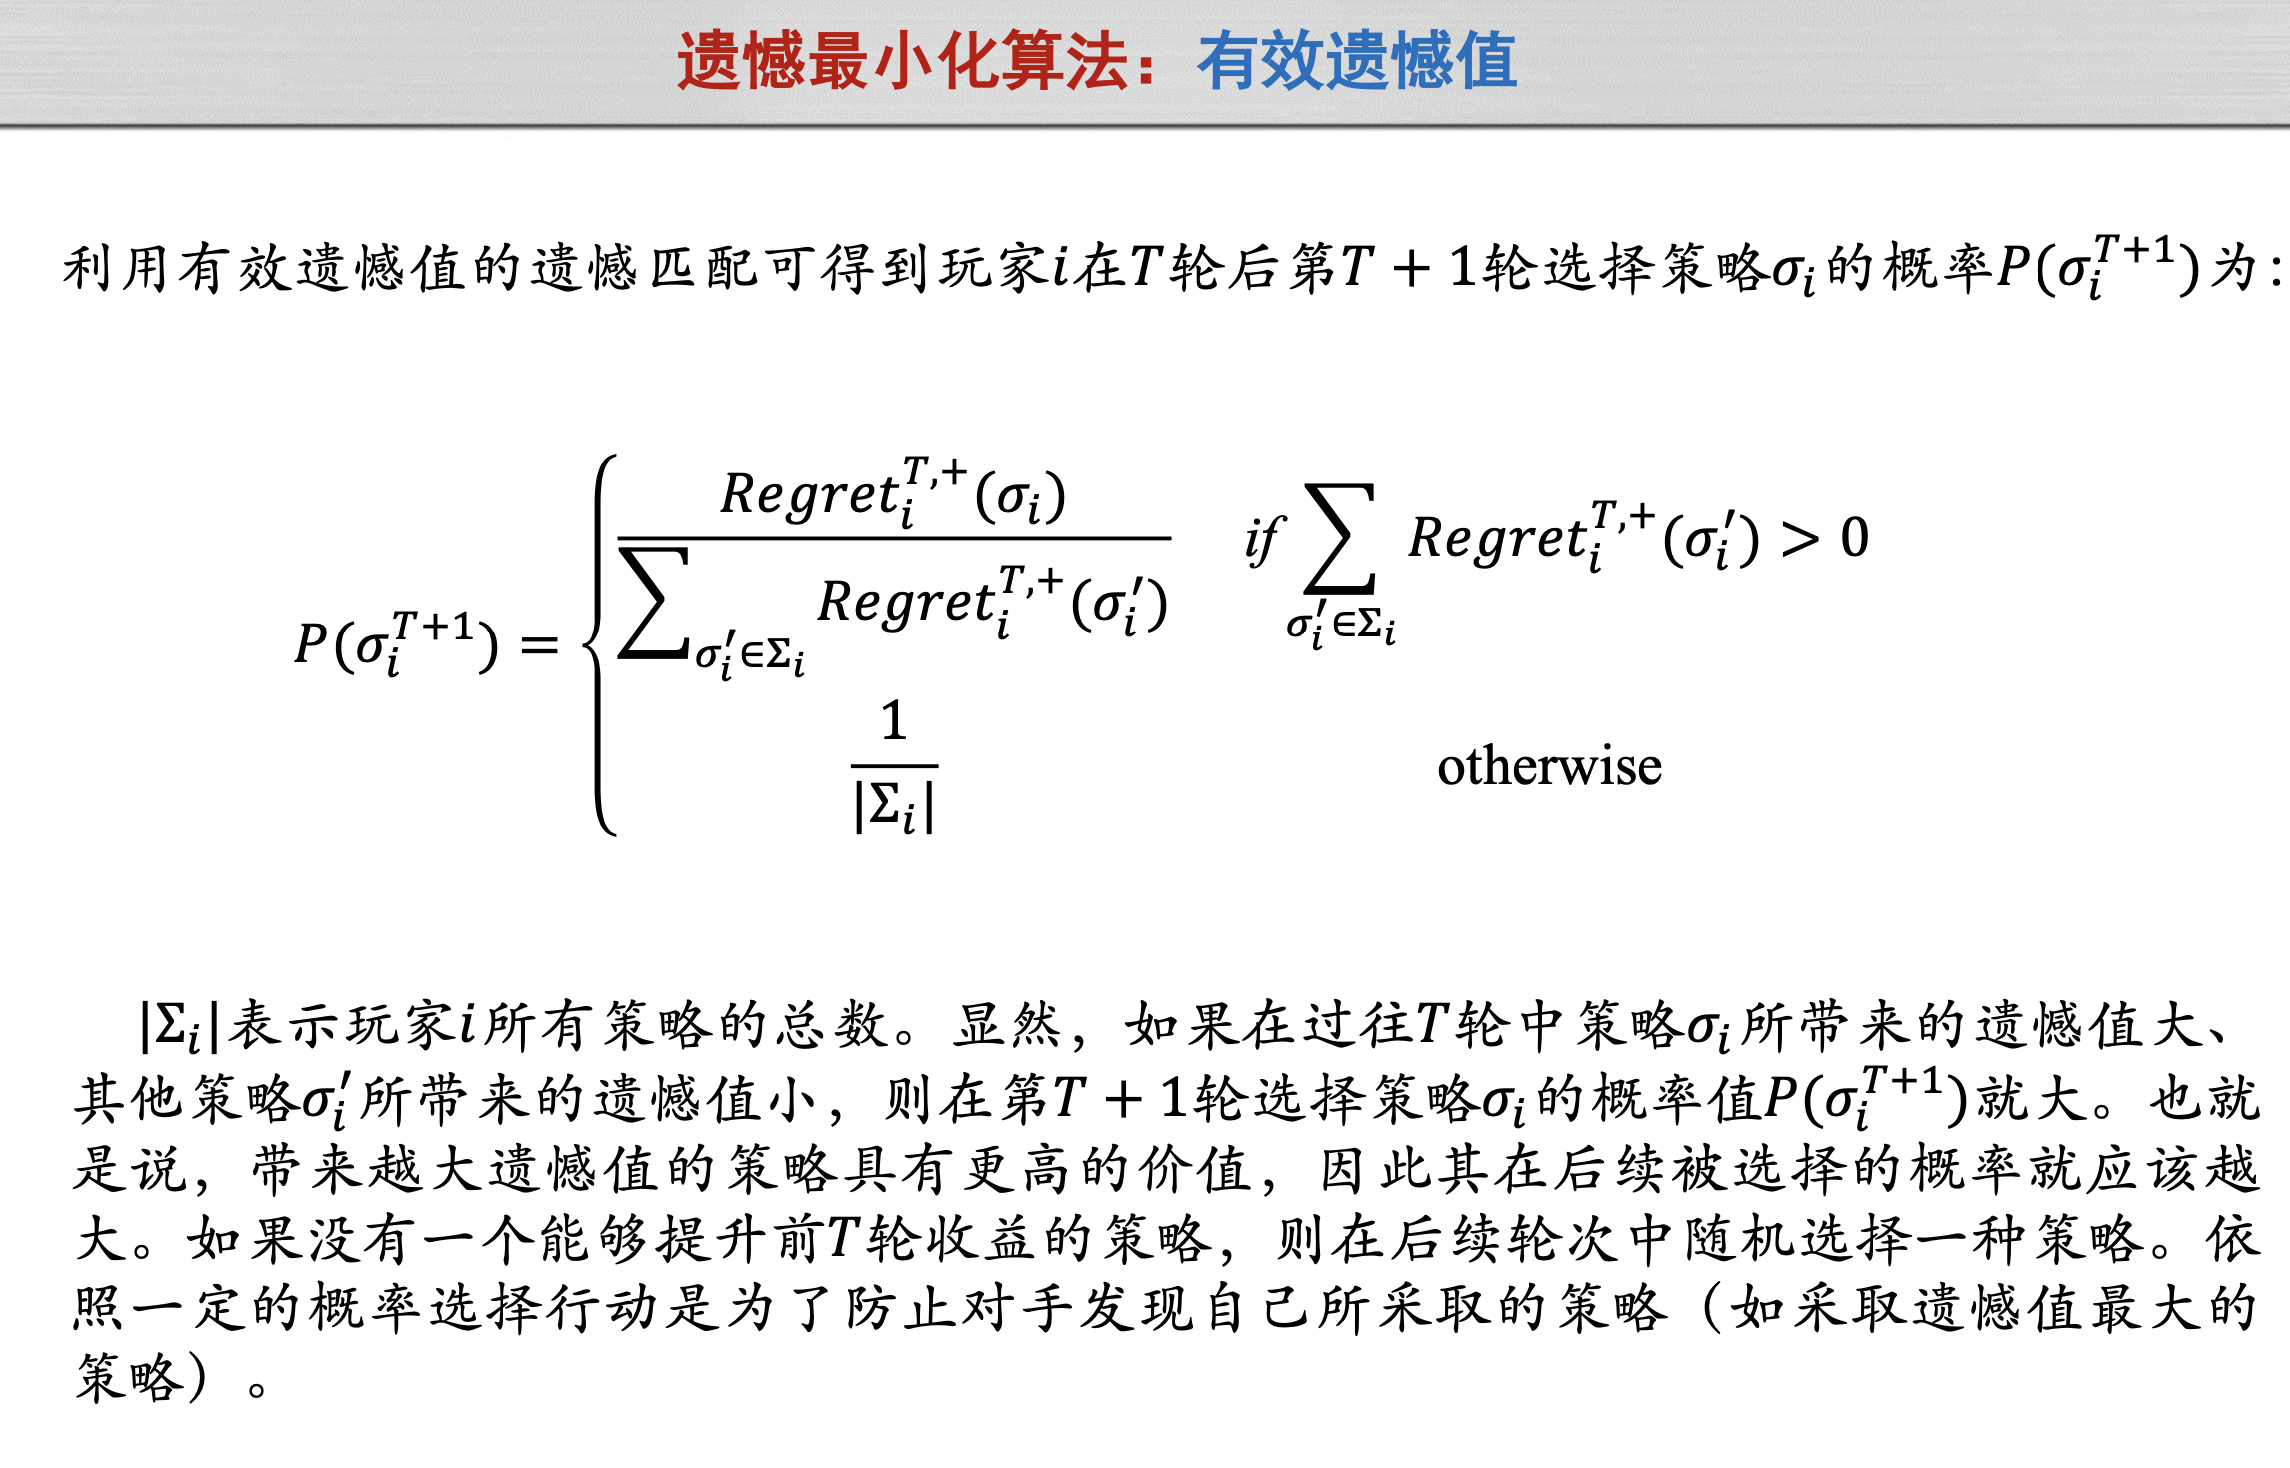 遗憾最小化算法：有效遗憾值
利用有效遗憾值的遗憾匹配可得到玩家$i$在$T$轮后第$T+1$轮选择策略$\sigma_i$的概率$P(\sigma_i^{T+1})$为：
$P(\sigma_i^{T+1}) = \begin{cases} \dfrac{Regret_i^{T,+}(\sigma_i)}{\sum_{\sigma_i' \in \Sigma_i} Regret_i^{T,+}(\sigma_i')} & if \sum_{\sigma_i' \in \Sigma_i} Regret_i^{T,+}(\sigma_i') > 0 \\ \dfrac{1}{|\Sigma_i|} & \text{otherwise} \end{cases}$
$|\Sigma_i|$表示玩家$i$所有策略的总数。显然，如果在过往$T$轮中策略$\sigma_i$所带来的遗憾值大、
其他策略$\sigma_i'$所带来的遗憾值小，则在第$T+1$轮选择策略$\sigma_i$的概率值$P(\sigma_i^{T+1})$就大。也就
是说，带来越大遗憾值的策略具有更高的价值，因此其在后续被选择的概率就应该越
大。如果没有一个能够提升前$T$轮收益的策略，则在后续轮次中随机选择一种策略。依
照一定的概率选择行动是为了防止对手发现自己所采取的策略（如采取遗憾值最大的
策略）。